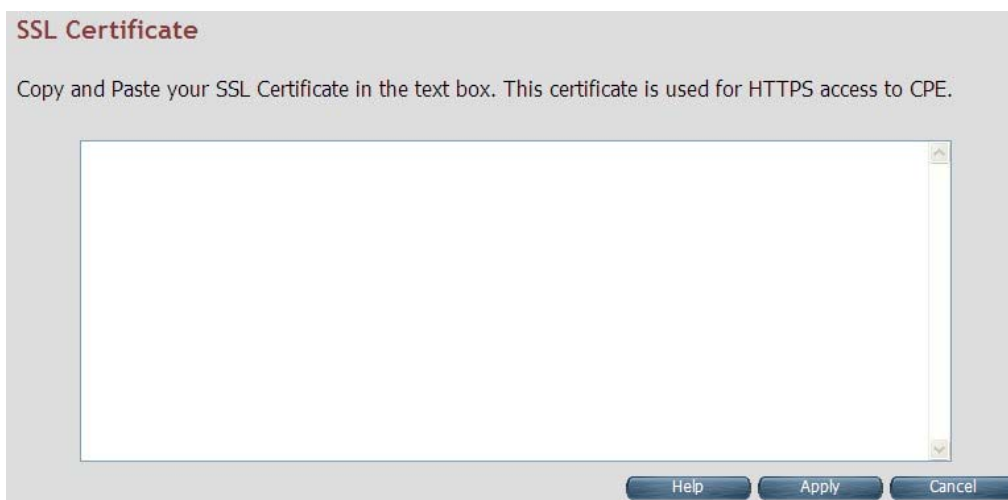 SSL Certificate
Copy and Paste your SSL Certificate in the text box. This certificate is used for HTTPS access to CPE.
Help Apply Cancel